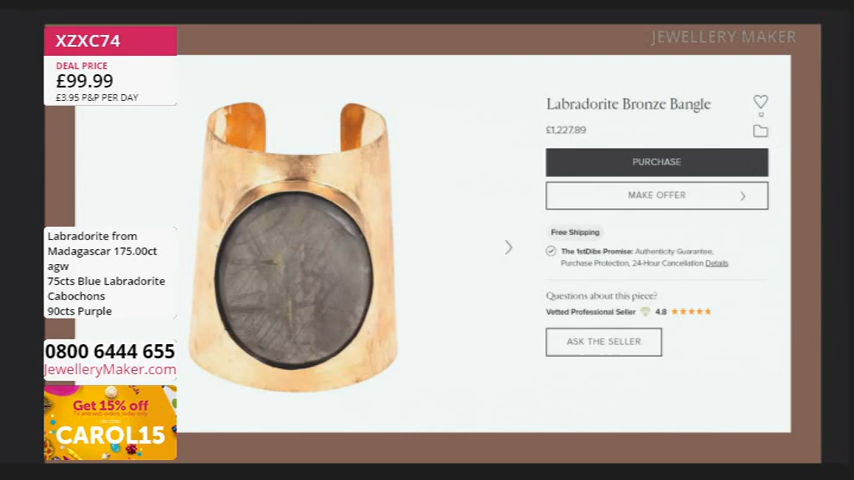 XZXC74
DEAL PRICE
£99.99
£3.95 P&P PER DAY
Labradorite from
Madagascar 175.00ct
agw
75cts Blue Labradorite
Cabochons
90cts Purple
0800 6444 655
JewelleryMaker.com
Get 15% off
CAROL15
JEWELLERY MAKER
Labradorite Bronze Bangle
£1,227.89
PURCHASE
MAKE OFFER
Free Shipping
The 1stDibs Promise: Authenticity Guarantee,
Purchase Protection, 24-Hour Cancellation Details
Questions about this piece?
Vetted Professional Seller 4.8
ASK THE SELLER